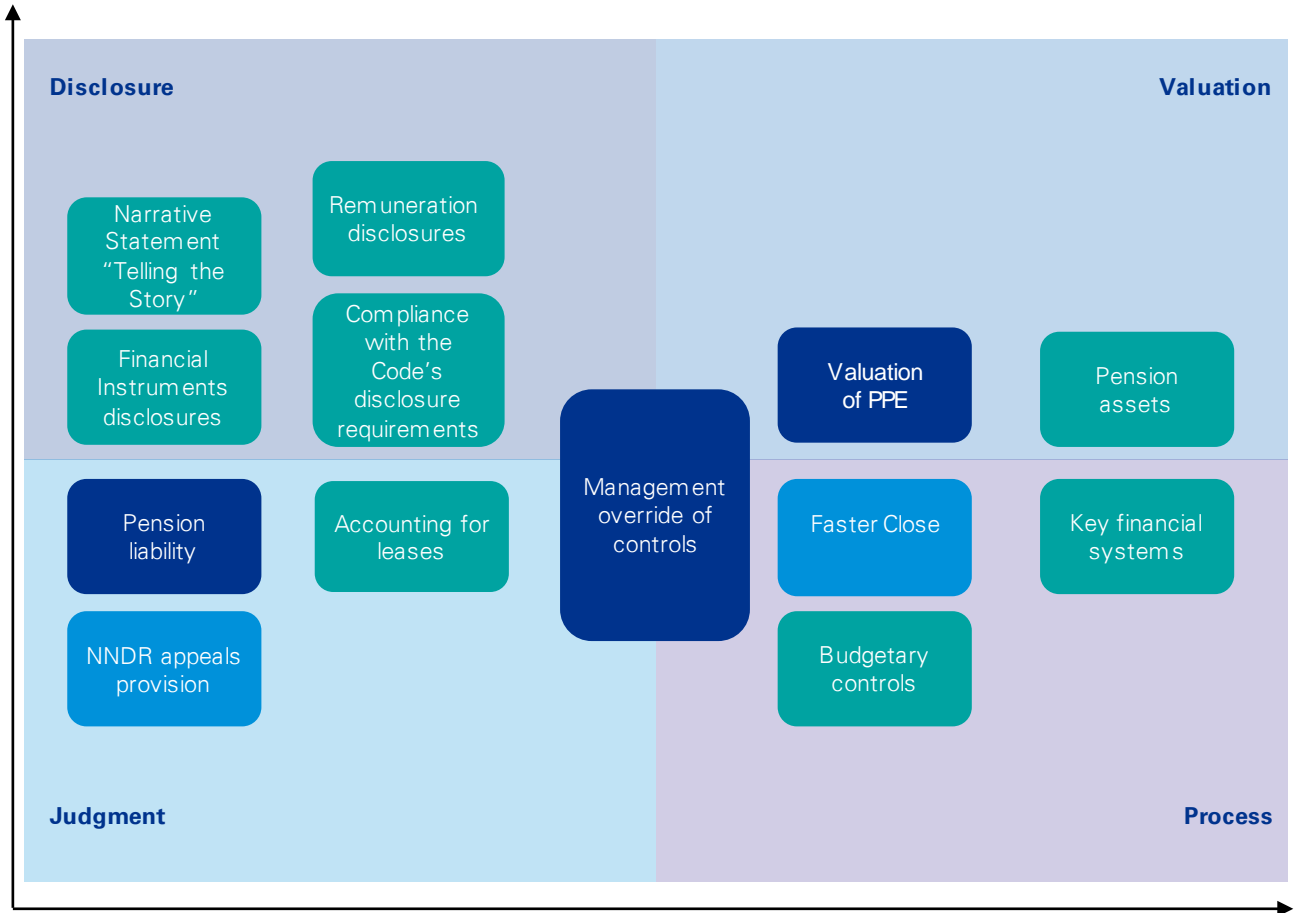 Disclosure
Valuation
Narrative
Statement
“Telling the
Story”
Remuneration
disclosures
Financial
Instruments
disclosures
Compliance
with the
Code’s
disclosure
requirements
Valuation
of PPE
Pension
assets
Management
override of
controls
Pension
liability
Accounting for
leases
Faster Close
Key financial
systems
NNDR appeals
provision
Budgetary
controls
Judgment
Process